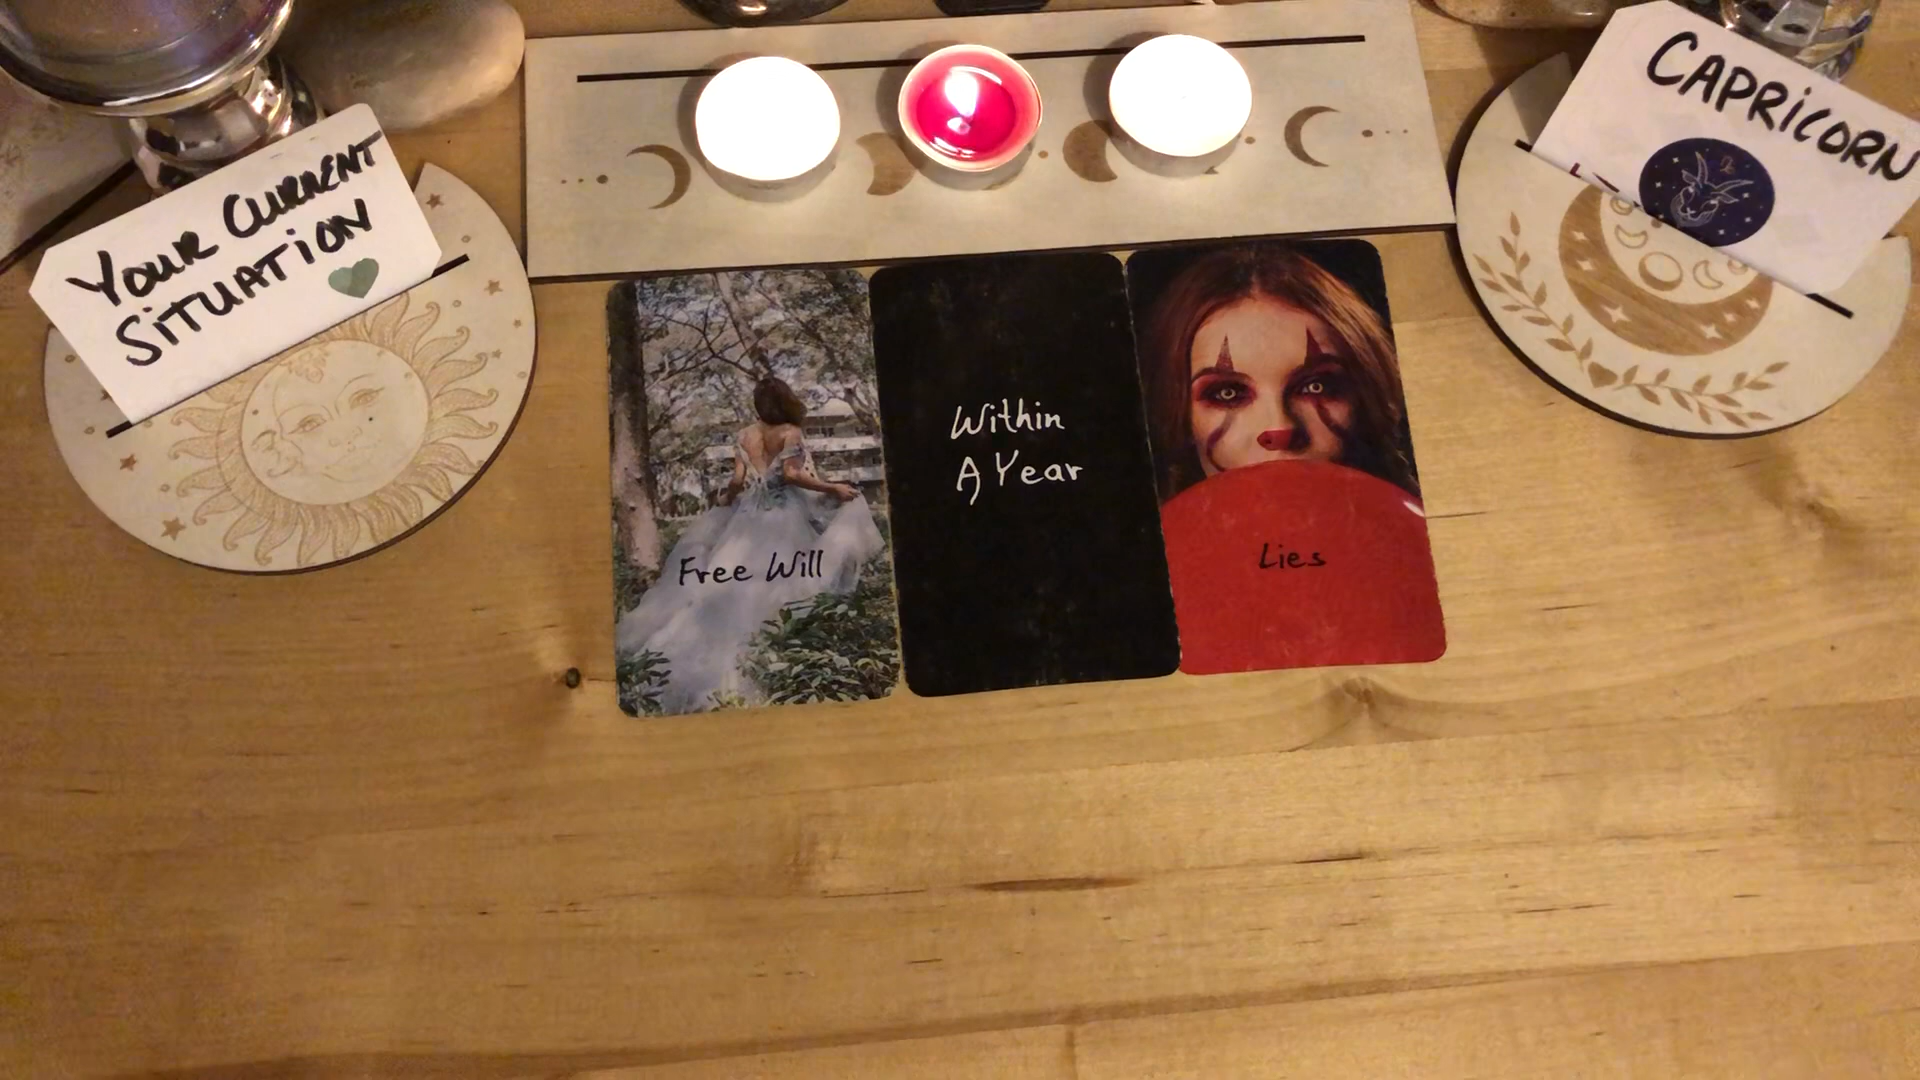 YOUR CURRENT
SITUATION
CAPRICORN
Free Will
Within
A Year
Lies